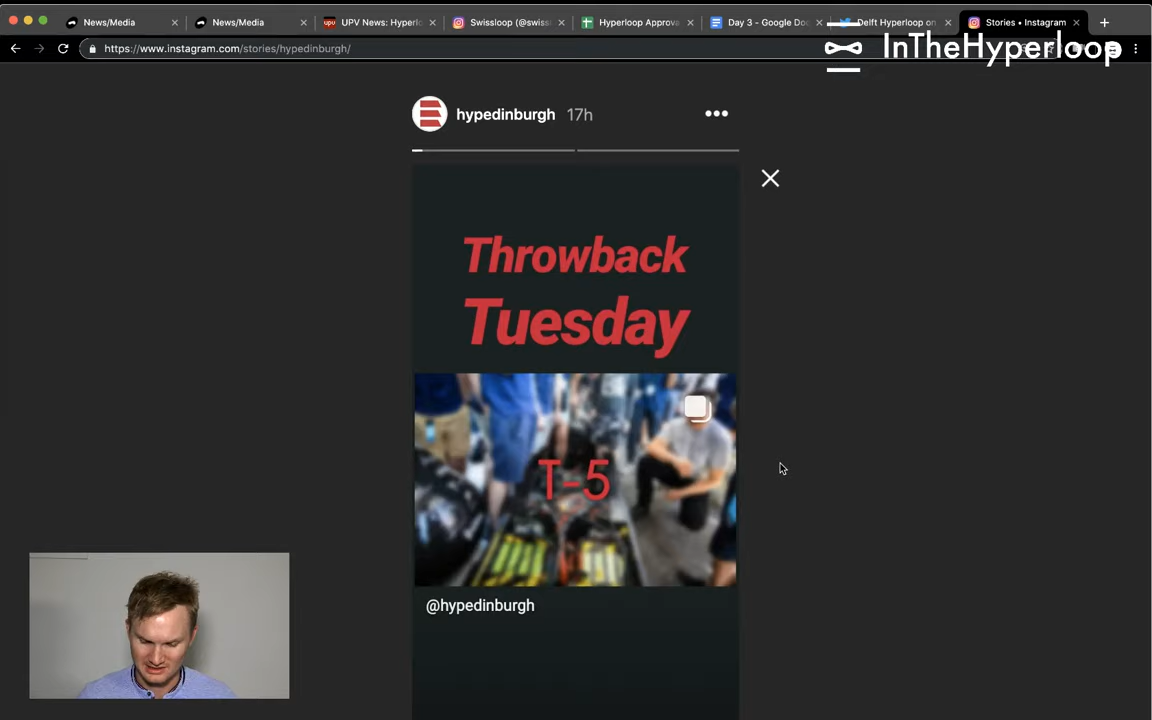 News/Media
News/Media
UPV News: Hyperl
Swissloop (@swiss
Hyperloop Approva
Day 3 - Google Do
Delft Hyperloop on
Stories • Instagram
https://www.instagram.com/stories/hypedinburgh/
InTheHyperloop
hypedinburgh 17h
Throwback
Tuesday
T-5
@hypedinburgh